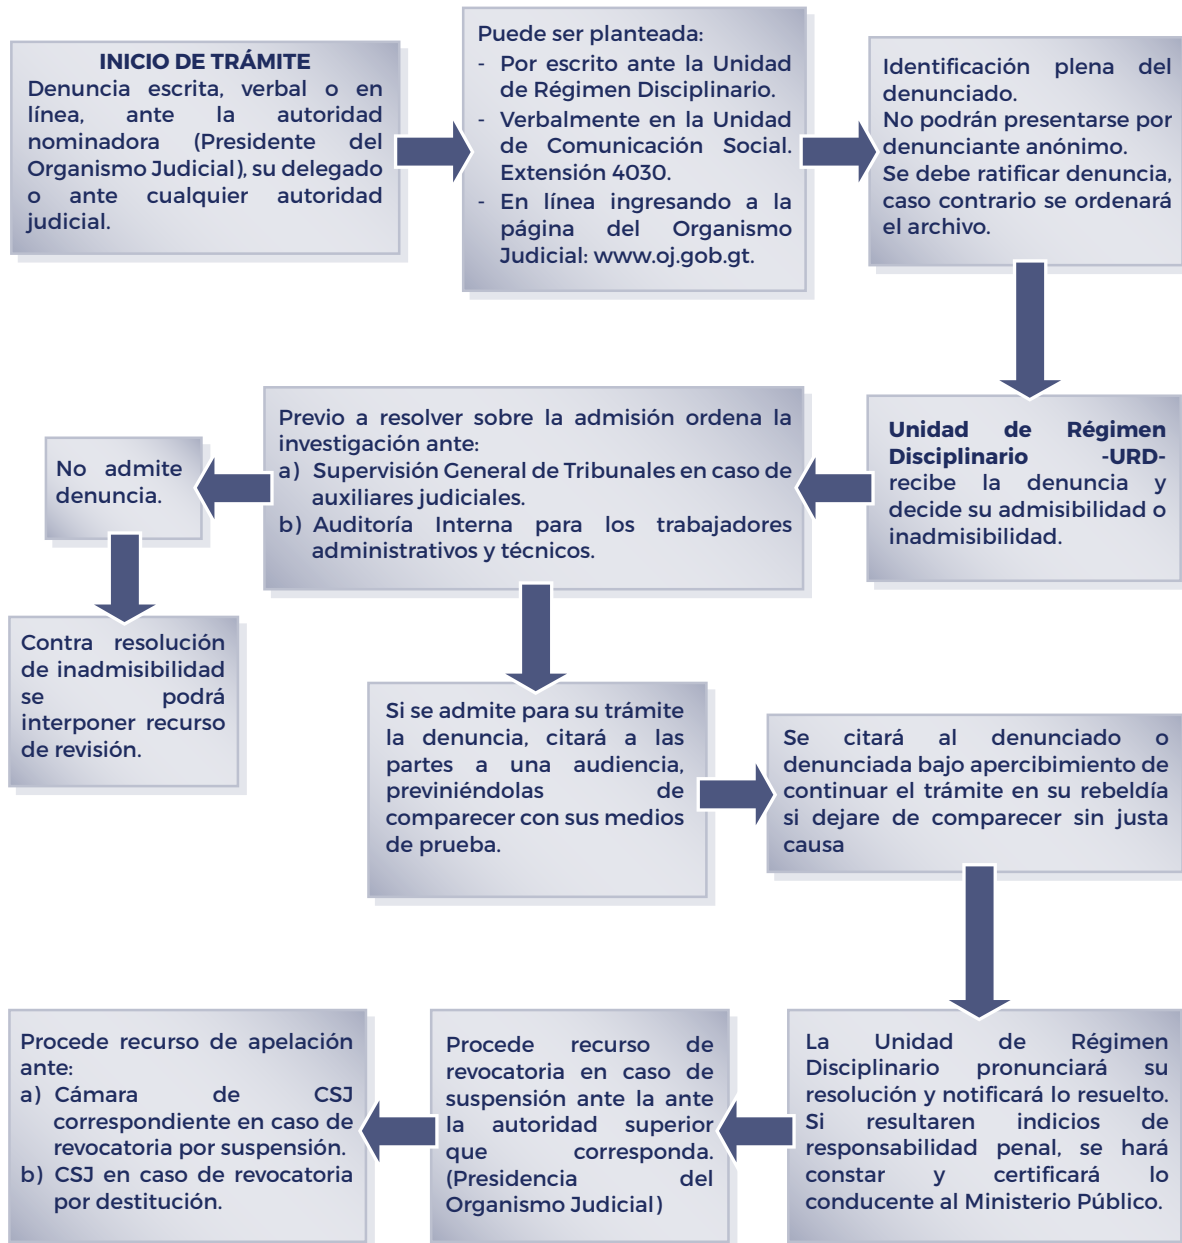 INICIO DE TRÁMITE
Denuncia escrita, verbal o en
línea, ante la autoridad
nominadora (Presidente del
Organismo Judicial), su delegado
o ante cualquier autoridad
judicial.
Puede ser planteada:
- Por escrito ante la Unidad
de Régimen Disciplinario.
- Verbalmente en la Unidad
de Comunicación Social.
Extensión 4030.
- En línea ingresando a la
página del Organismo
Judicial: www.oj.gob.gt.
Identificación plena del
denunciado.
No podrán presentarse por
denunciante anónimo.
Se debe ratificar denuncia,
caso contrario se ordenará
el archivo.
Unidad de Régimen
Disciplinario -URD-
recibe la denuncia y
decide su admisibilidad o
inadmisibilidad.
Previo a resolver sobre la admisión ordena la
investigación ante:
a) Supervisión General de Tribunales en caso de
auxiliares judiciales.
b) Auditoría Interna para los trabajadores
administrativos y técnicos.
No admite
denuncia.
Contra resolución
de inadmisibilidad
se podrá
interponer recurso
de revisión.
Si se admite para su trámite
la denuncia, citará a las
partes a una audiencia,
previniéndolas de
comparecer con sus medios
de prueba.
Se citará al denunciado o
denunciada bajo apercibimiento de
continuar el trámite en su rebeldía
si dejare de comparecer sin justa
causa
La Unidad de Régimen
Disciplinario pronunciará su
resolución y notificará lo resuelto.
Si resultaren indicios de
responsabilidad penal, se hará
constar y certificará lo
conducente al Ministerio Público.
Procede recurso de
revocatoria en caso de
suspensión ante la ante
la autoridad superior
que corresponda.
(Presidencia del
Organismo Judicial)
Procede recurso de apelación
ante:
a) Cámara de CSJ
correspondiente en caso de
revocatoria por suspensión.
b) CSJ en caso de revocatoria
por destitución.